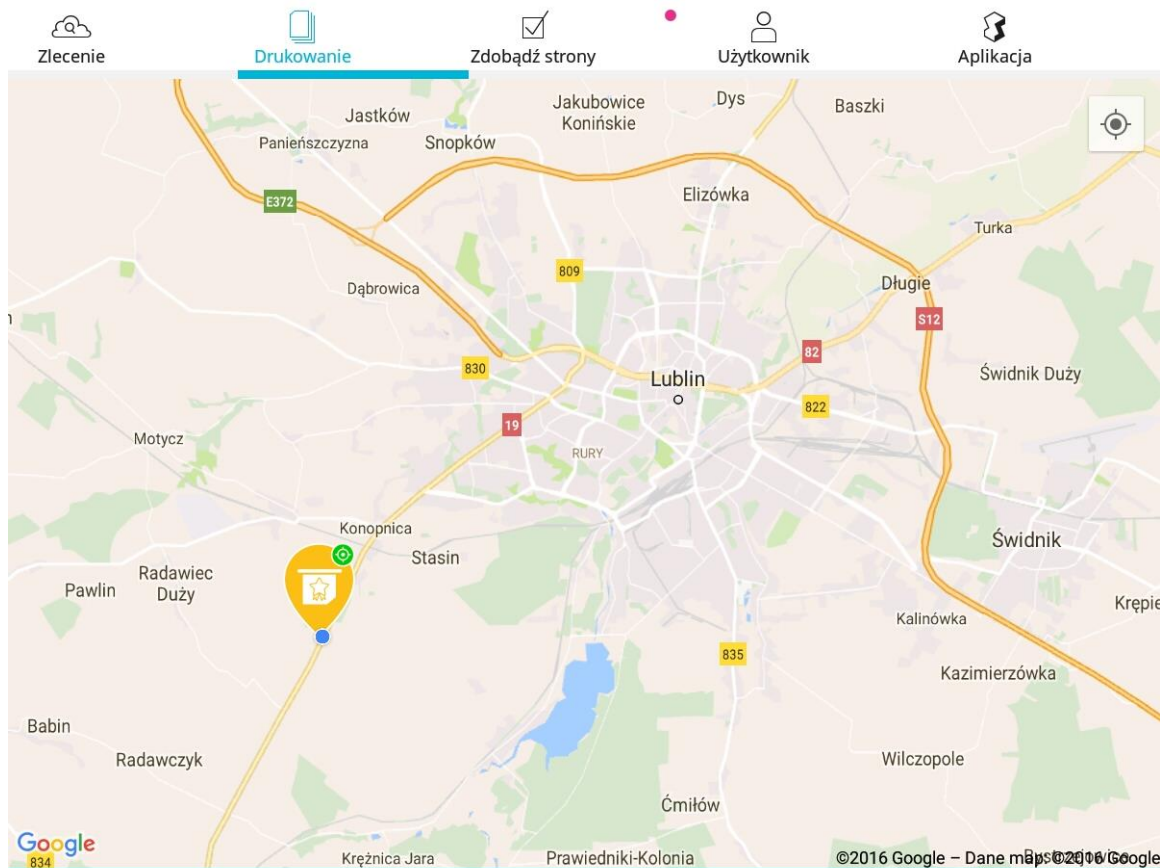 Zlecenie
Drukowanie
Zdobądź strony
Użytkownik
Aplikacja
Jastków
Jakubowice
Konińskie
Dys
Baszki
Panieńszczyzna
Snopków
Elizówka
E372
Turka
809
Dąbrowica
Długie
S12
82
830
Lublin
Świdnik Duży
822
19
Motycz
RURY
Konopnica
Stasin
Świdnik
Radawiec
Duży
Pawlin
Krępie
Kalinówka
835
Kazimierzówka
Babin
Radawczyk
Wilczopole
Ćmiłów
Google
834
Krężnica Jara
Prawiedniki-Kolonia
©2016 Google – Dane map: ©2016 Google